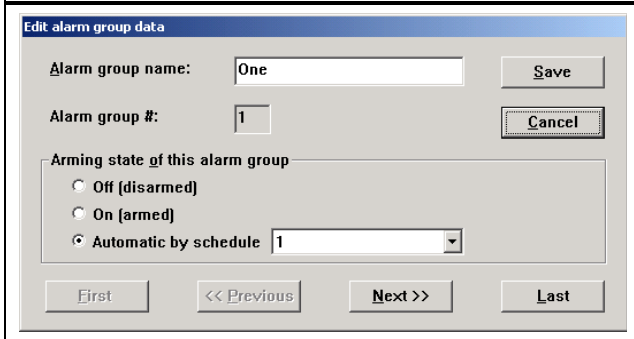 Edit alarm group data
Alarm group name: One Save
Alarm group #: 1 Cancel
Arming state of this alarm group
Off (disarmed)
On (armed)
Automatic by schedule 1
First << Previous Next >> Last